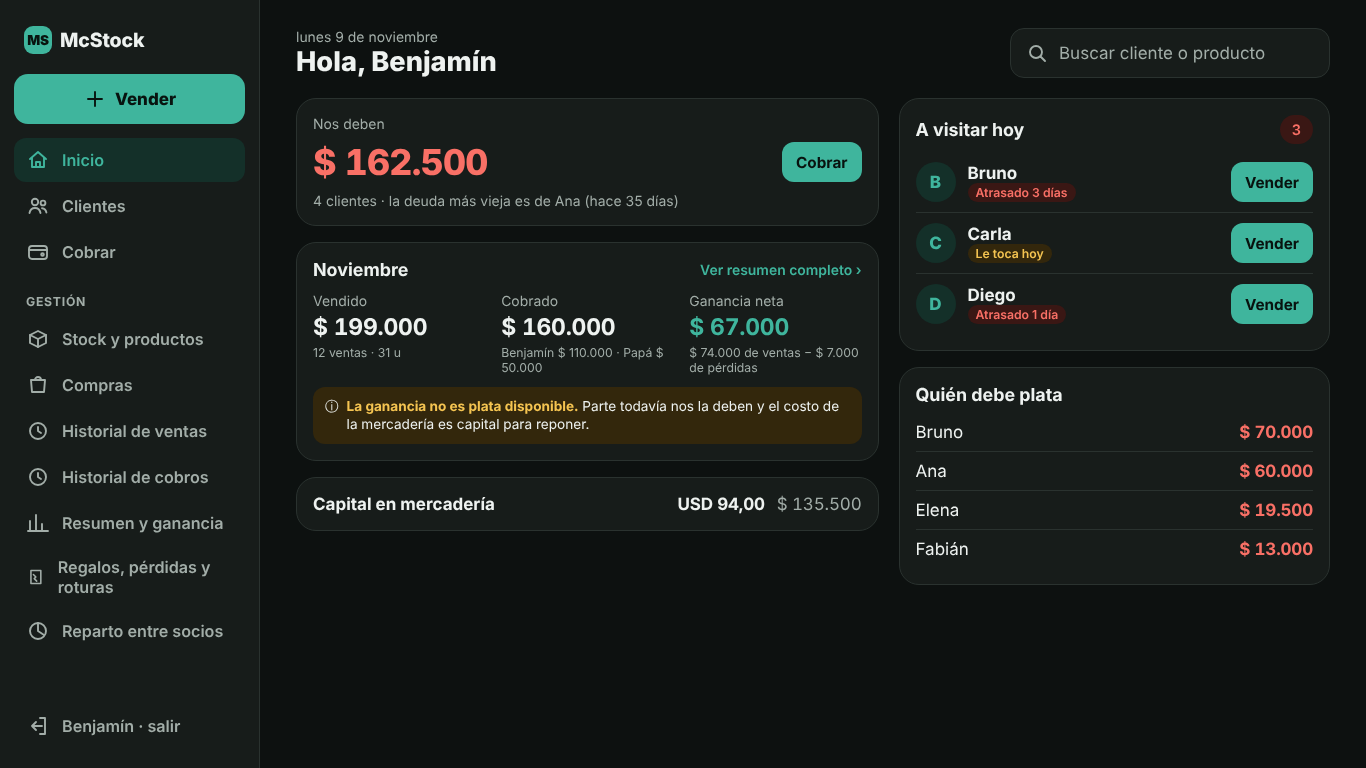 MS McStock
Vender
Inicio
Clientes
Cobrar
GESTIÓN
Stock y productos
Compras
Historial de ventas
Historial de cobros
Resumen y ganancia
Regalos, pérdidas y
roturas
Reparto entre socios
Benjamín · salir
lunes 9 de noviembre
Hola, Benjamín
Buscar cliente o producto
Nos deben
$ 162.500
Cobrar
4 clientes · la deuda más vieja es de Ana (hace 35 días)
Noviembre
Ver resumen completo ›
Vendido
$ 199.000
12 ventas · 31 u
Cobrado
$ 160.000
Benjamín $ 110.000 · Papá $
50.000
Ganancia neta
$ 67.000
$ 74.000 de ventas − $ 7.000
de pérdidas
La ganancia no es plata disponible. Parte todavía nos la deben y el costo de
la mercadería es capital para reponer.
Capital en mercadería
USD 94,00 $ 135.500
A visitar hoy
3
B
Bruno
Atrasado 3 días
Vender
C
Carla
Le toca hoy
Vender
D
Diego
Atrasado 1 día
Vender
Quién debe plata
Bruno $ 70.000
Ana $ 60.000
Elena $ 19.500
Fabián $ 13.000